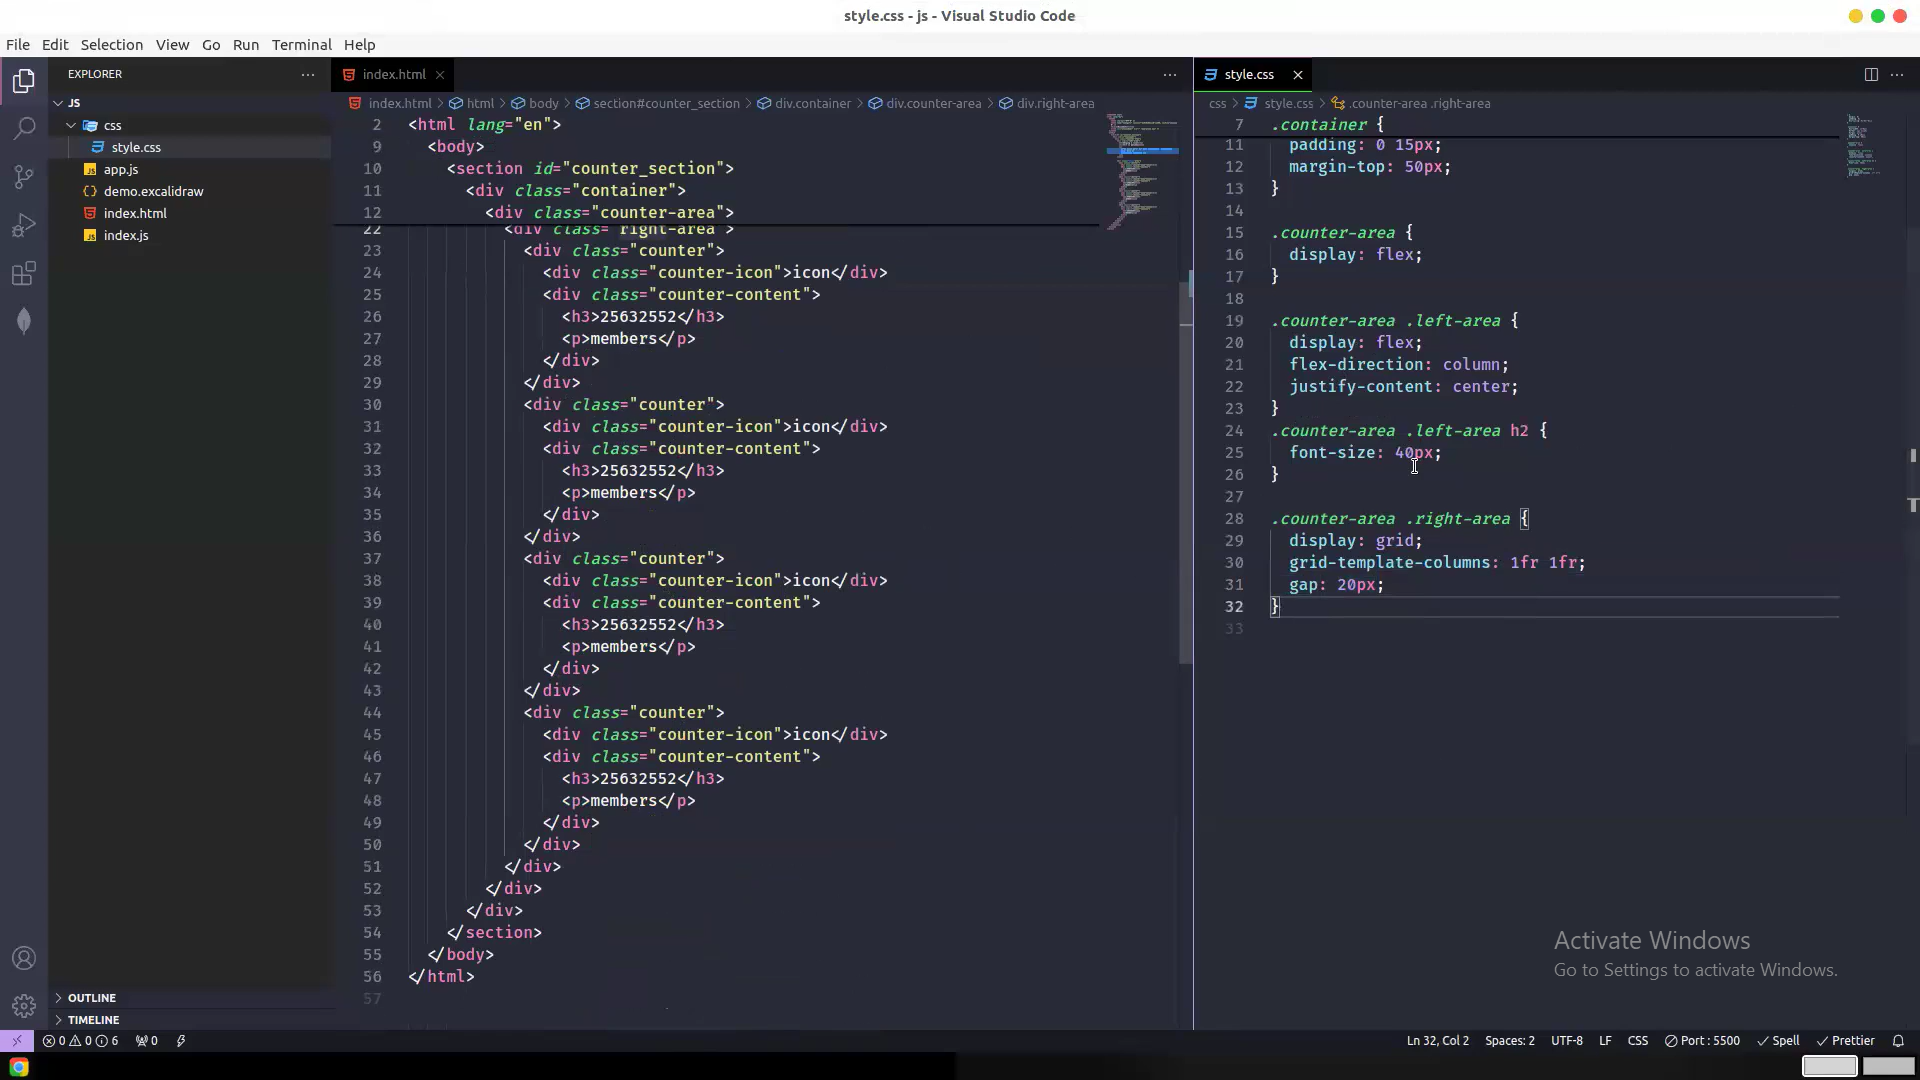 style.css - js - Visual Studio Code
File Edit Selection View Go Run Terminal Help
EXPLORER
JS
css
style.css
app.js
demo.excalidraw
index.html
index.js
OUTLINE
TIMELINE
index.html
index.html > html > body > section#counter_section > div.container > div.counter-area > div.right-area
2 <html lang="en">
9 <body>
10 <section id="counter_section">
11 <div class="container">
12 <div class="counter-area">
22 <div class="right-area">
23 <div class="counter">
24 <div class="counter-icon">icon</div>
25 <div class="counter-content">
26 <h3>25632552</h3>
27 <p>members</p>
28 </div>
29 </div>
30 <div class="counter">
31 <div class="counter-icon">icon</div>
32 <div class="counter-content">
33 <h3>25632552</h3>
34 <p>members</p>
35 </div>
36 </div>
37 <div class="counter">
38 <div class="counter-icon">icon</div>
39 <div class="counter-content">
40 <h3>25632552</h3>
41 <p>members</p>
42 </div>
43 </div>
44 <div class="counter">
45 <div class="counter-icon">icon</div>
46 <div class="counter-content">
47 <h3>25632552</h3>
48 <p>members</p>
49 </div>
50 </div>
51 </div>
52 </div>
53 </div>
54 </section>
55 </body>
56 </html>
57
style.css
css > style.css > .counter-area .right-area
7 .container {
11 padding: 0 15px;
12 margin-top: 50px;
13 }
14
15 .counter-area {
16 display: flex;
17 }
18
19 .counter-area .left-area {
20 display: flex;
21 flex-direction: column;
22 justify-content: center;
23 }
24 .counter-area .left-area h2 {
25 font-size: 40px;
26 }
27
28 .counter-area .right-area {
29 display: grid;
30 grid-template-columns: 1fr 1fr;
31 gap: 20px;
32 }
33
Activate Windows
Go to Settings to activate Windows.
0 0 6 0 Ln 32, Col 2 Spaces: 2 UTF-8 LF CSS Port : 5500 Spell Prettier